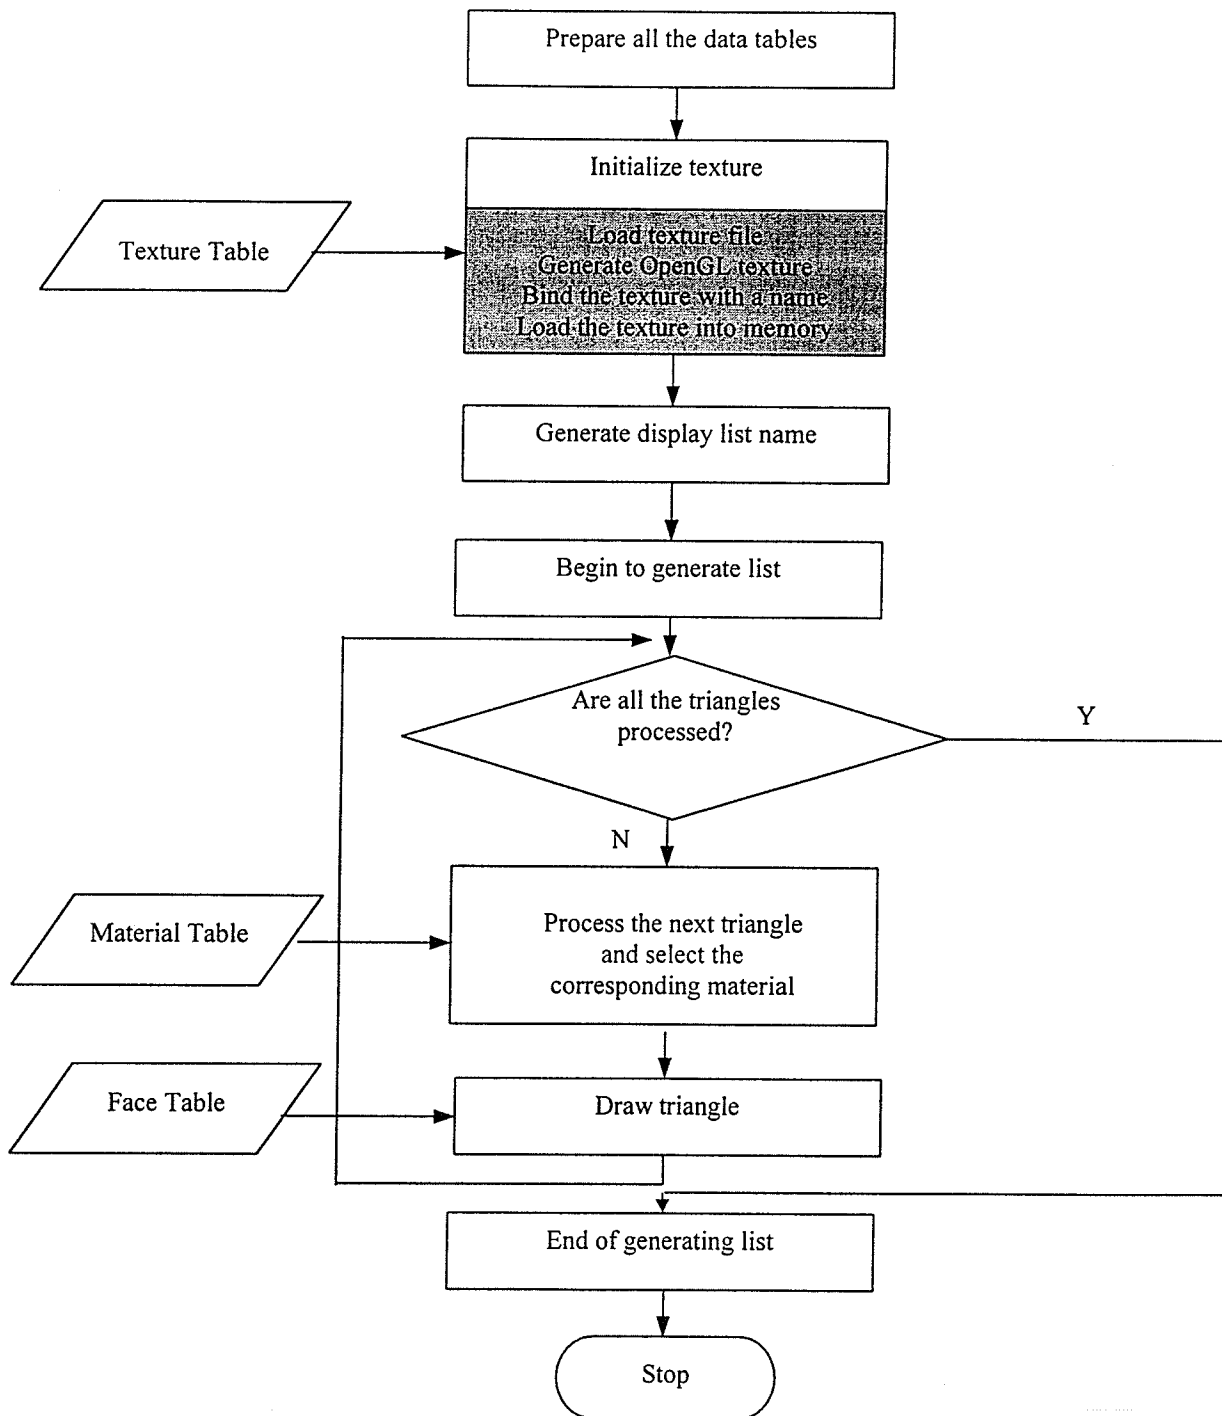 Prepare all the data tables
Initialize texture
Texture Table
Load texture file
Generate OpenGL texture
Bind the texture with a name
Load the texture into memory
Generate display list name
Begin to generate list
Are all the triangles
processed?
Y
N
Material Table
Process the next triangle
and select the
corresponding material
Face Table
Draw triangle
End of generating list
Stop